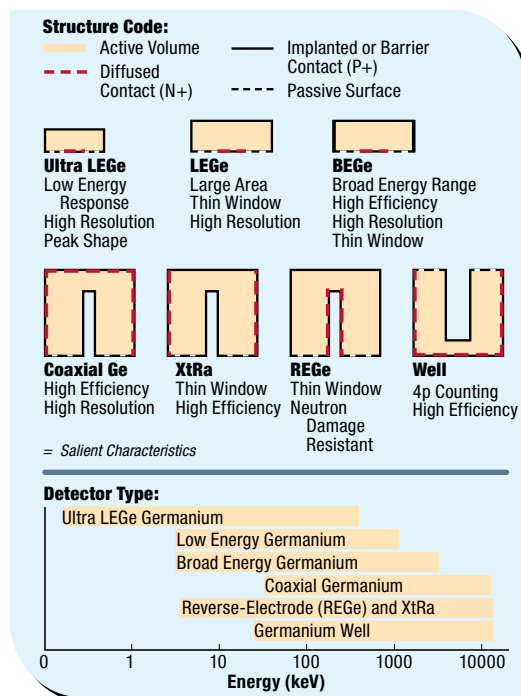 Structure Code:
Active Volume
Implanted or Barrier
Contact (P+)
Diffused
Contact (N+)
Passive Surface
Ultra LEGe
Low Energy
Response
High Resolution
Peak Shape
LEGe
Large Area
Thin Window
High Resolution
BEGe
Broad Energy Range
High Efficiency
High Resolution
Thin Window
Coaxial Ge
High Efficiency
High Resolution
XtRa
Thin Window
High Efficiency
REGe
Thin Window
Neutron
Damage
Resistant
Well
4p Counting
High Efficiency
= Salient Characteristics
Detector Type:
Ultra LEGe Germanium
Low Energy Germanium
Broad Energy Germanium
Coaxial Germanium
Reverse-Electrode (REGe) and XtRa
Germanium Well
0 1 10 100 1000 10000
Energy (keV)